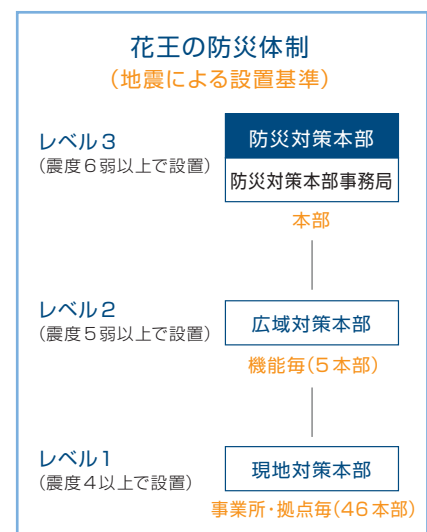 花王の防災体制
（地震による設置基準）
レベル3
（震度6弱以上で設置）
防災対策本部
防災対策本部事務局
本部
レベル2
（震度5弱以上で設置）
広域対策本部
機能毎（5本部）
レベル1
（震度4以上で設置）
現地対策本部
事業所・拠点毎（46本部）